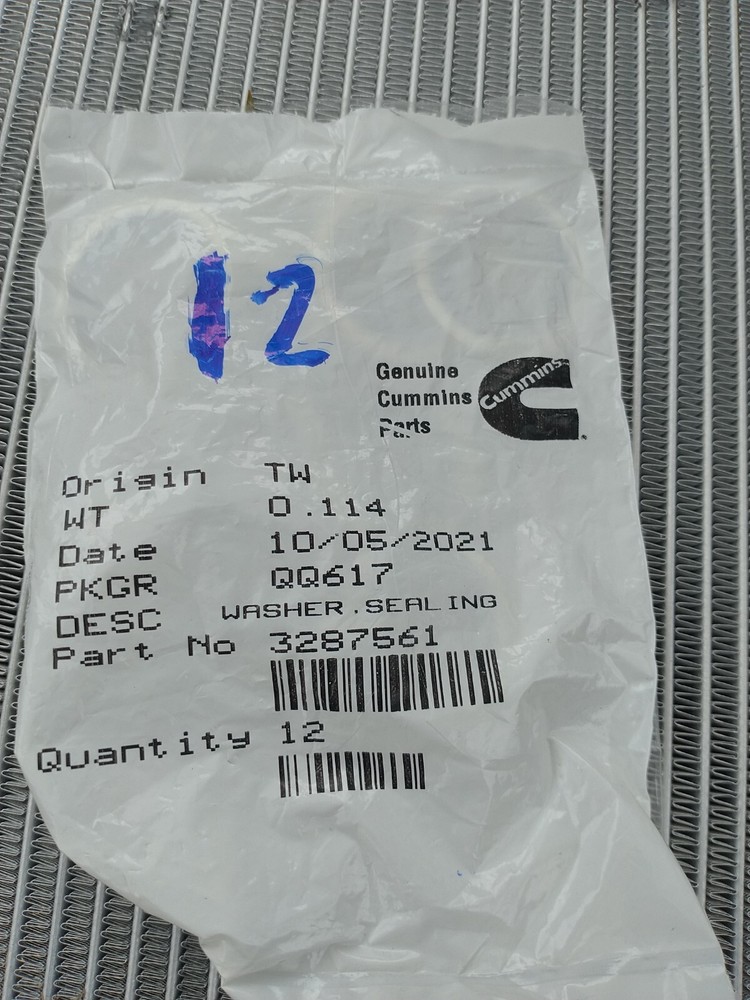 12
Genuine
Cummins
Parts
Cummins
Origin TW
WT 0.114
Date 10/05/2021
PKGR QQ617
DESC WASHER.SEALING
Part No 3287561
Quantity 12